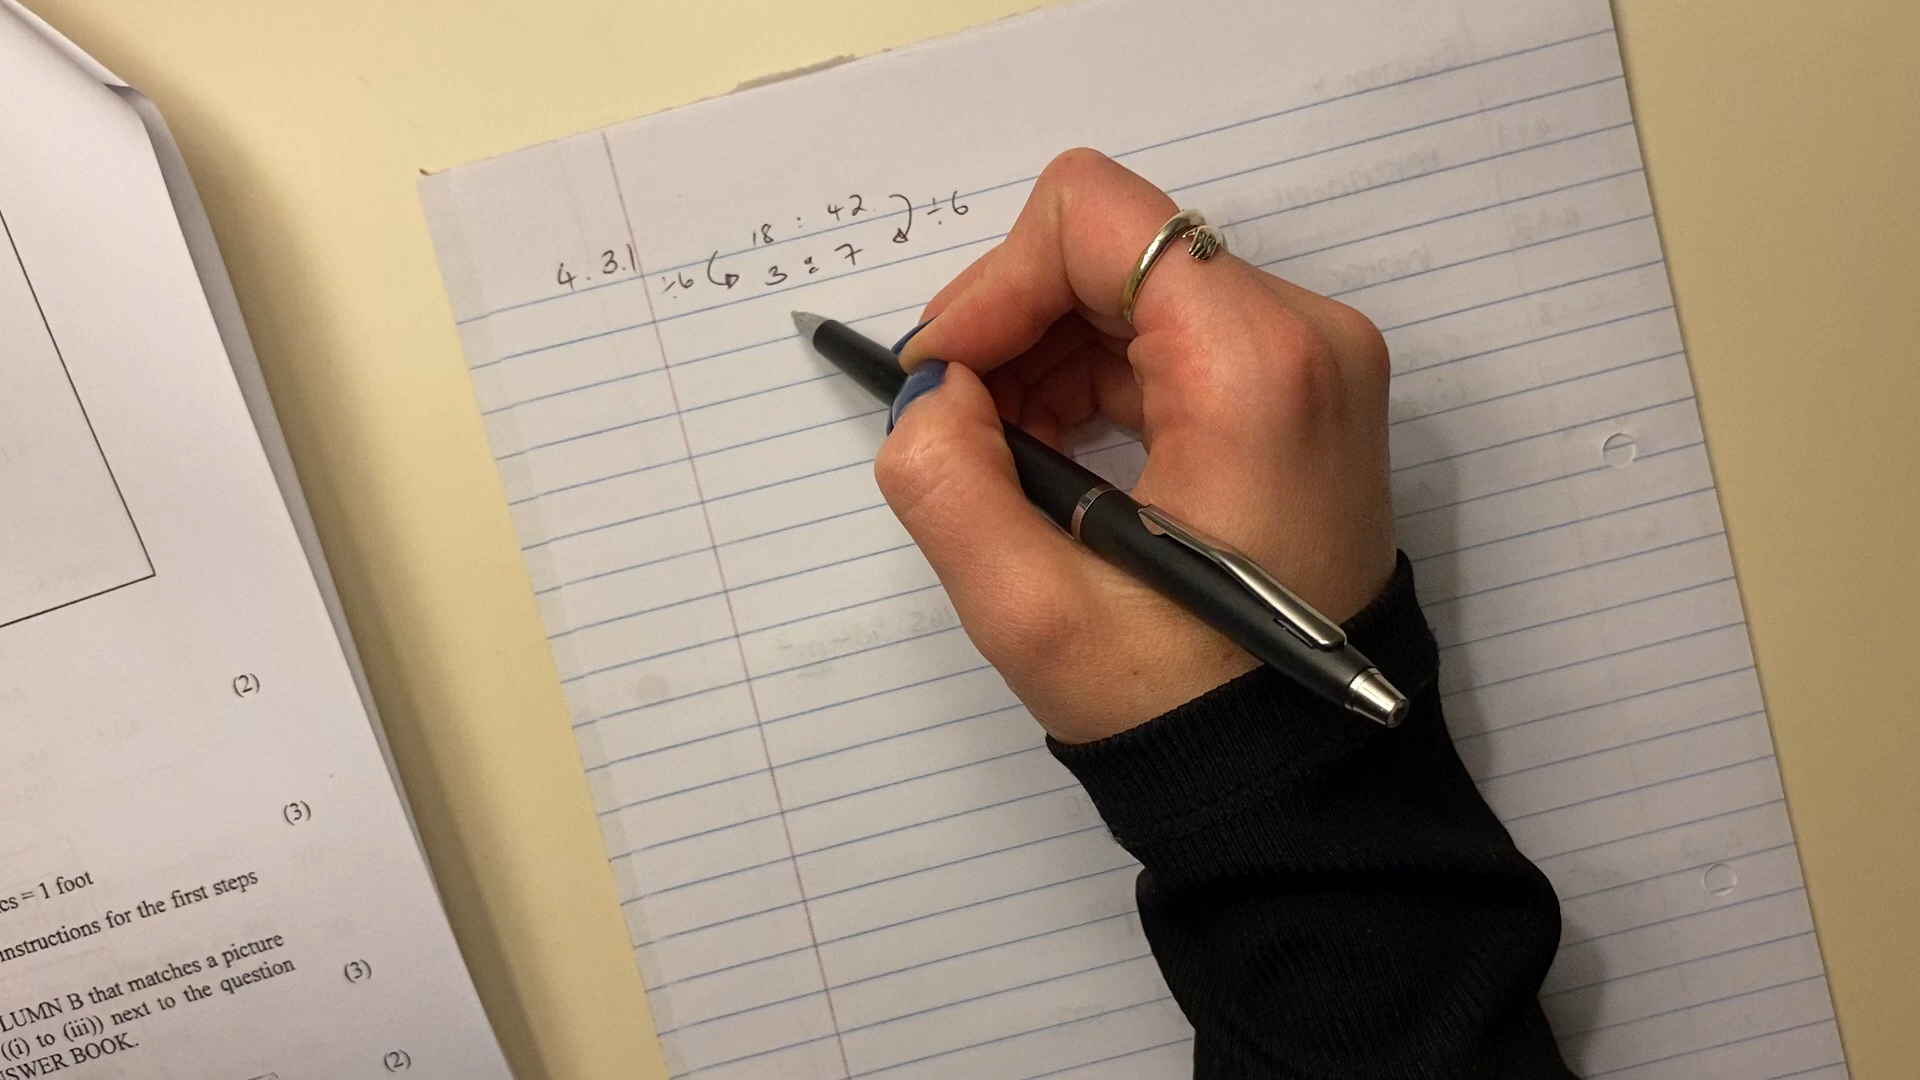 (2)
(3)
cs = 1 foot
instructions for the first steps
LUMN B that matches a picture
(3)
((i) to (iii)) next to the question
SWER BOOK.
(2)
4.3.1
18 : 42 ÷6
÷6 3 : 7